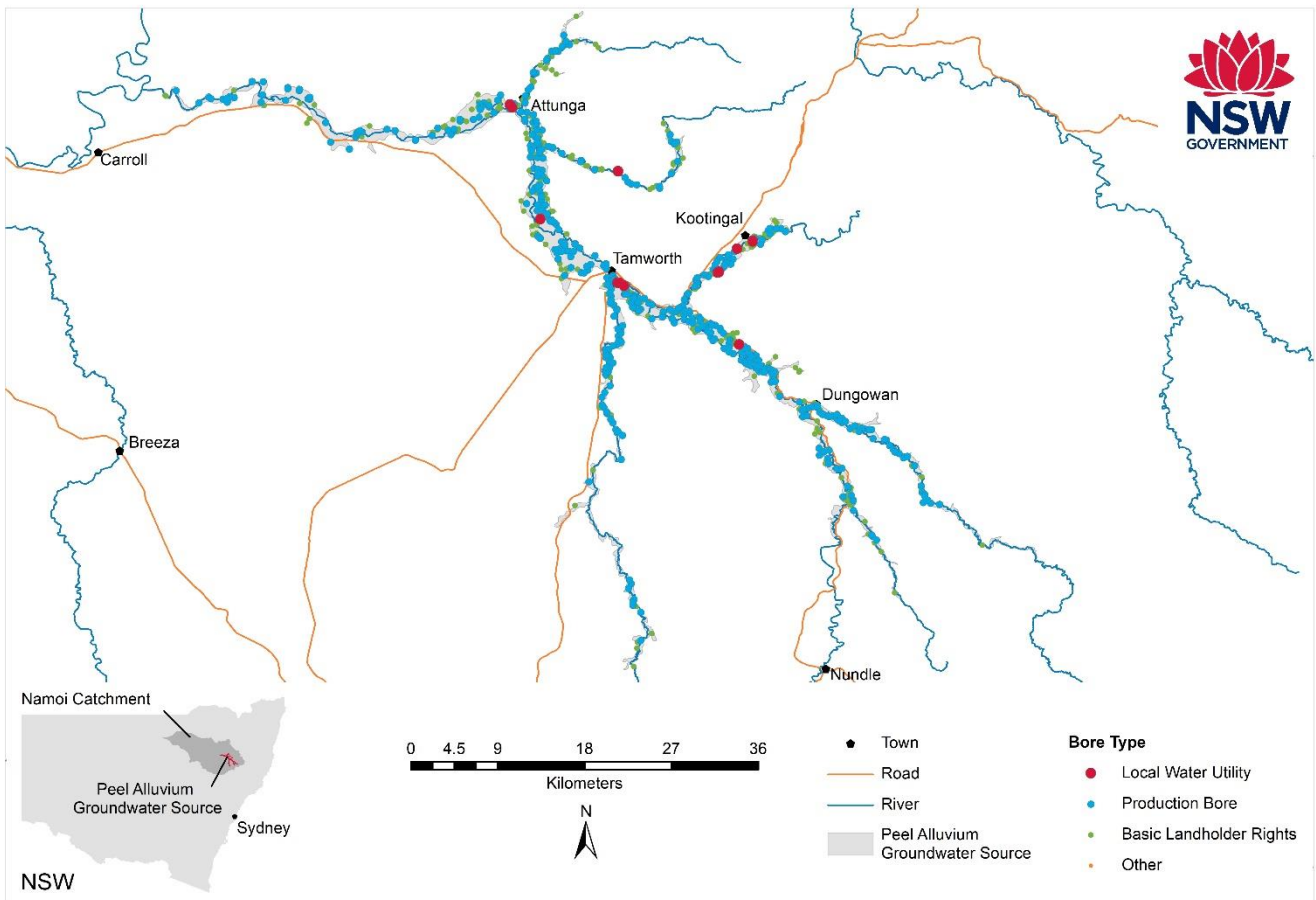 Attunga
Carroll
NSW
GOVERNMENT
Kootingal
Tamworth
Dungowan
Breeza
Nundle
Namoi Catchment
Peel Alluvium
Groundwater Source
Sydney
NSW
0 4.5 9 18 27 36
Kilometers
N
Town
Road
River
Peel Alluvium
Groundwater Source
Bore Type
Local Water Utility
Production Bore
Basic Landholder Rights
Other